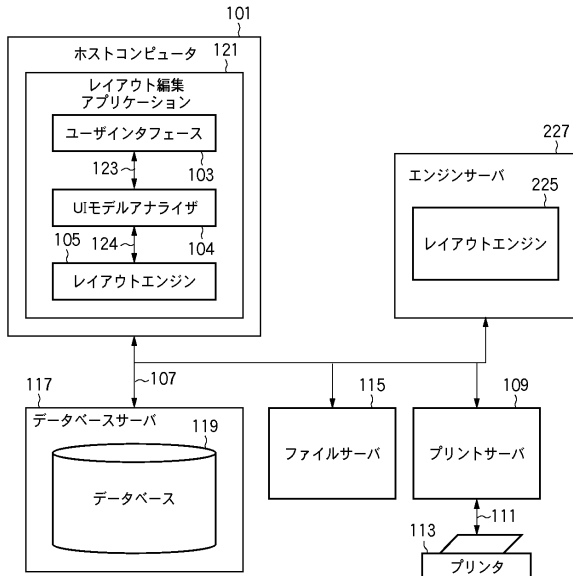 101
ホストコンピュータ
121
レイアウト編集
アプリケーション
ユーザインタフェース
123
103
UIモデルアナライザ
105
124
104
レイアウトエンジン
227
エンジンサーバ
225
レイアウトエンジン
107
117
データベースサーバ
119
データベース
115
ファイルサーバ
109
プリントサーバ
111
113
プリンタ